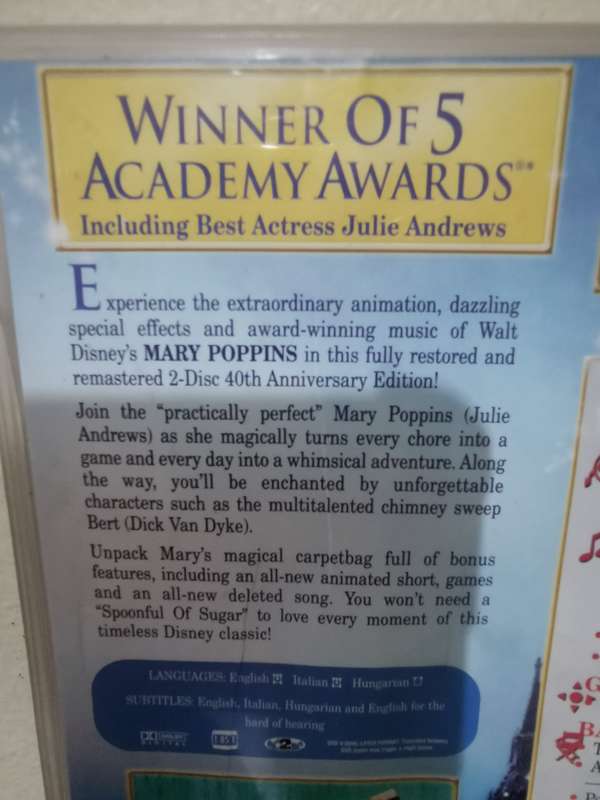 WINNER OF 5
ACADEMY AWARDS®*
Including Best Actress Julie Andrews
Experience the extraordinary animation, dazzling
special effects and award-winning music of Walt
Disney's MARY POPPINS in this fully restored and
remastered 2-Disc 40th Anniversary Edition!
Join the "practically perfect" Mary Poppins (Julie
Andrews) as she magically turns every chore into a
game and every day into a whimsical adventure. Along
the way, you'll be enchanted by unforgettable
characters such as the multitalented chimney sweep
Bert (Dick Van Dyke).
Unpack Mary's magical carpetbag full of bonus
features, including an all-new animated short, games
and an all-new deleted song. You won't need a
"Spoonful Of Sugar" to love every moment of this
timeless Disney classic!
LANGUAGES: English Italian Hungarian
SUBTITLES: English, Italian, Hungarian and English for the
hard of hearing
DOLBY
DIGITAL
2